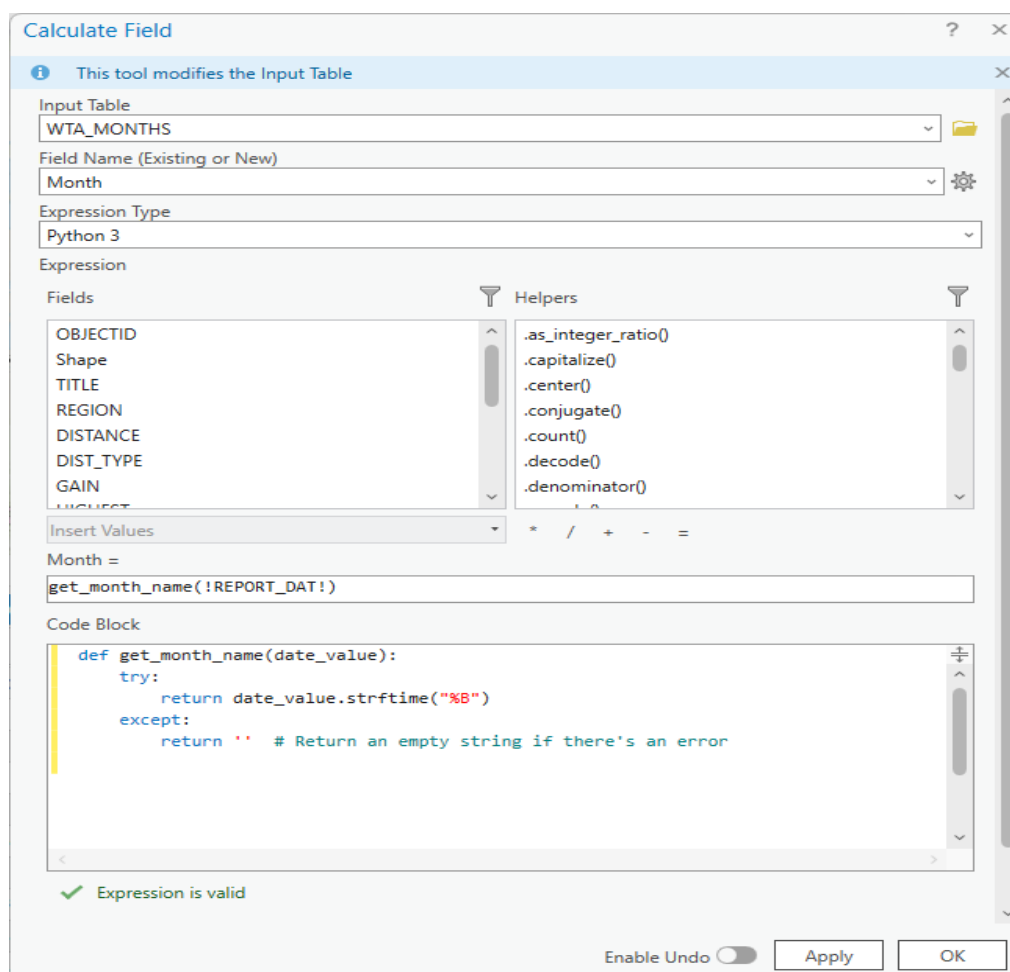 Calculate Field
This tool modifies the Input Table
Input Table
WTA_MONTHS
Field Name (Existing or New)
Month
Expression Type
Python 3
Expression
Fields
OBJECTID
Shape
TITLE
REGION
DISTANCE
DIST_TYPE
GAIN
Helpers
.as_integer_ratio()
.capitalize()
.center()
.conjugate()
.count()
.decode()
.denominator()
Insert Values
* / + - =
Month =
get_month_name(!REPORT_DAT!)
Code Block
def get_month_name(date_value):
    try:
        return date_value.strftime("%B")
    except:
        return ''  # Return an empty string if there's an error
Expression is valid
Enable Undo
Apply
OK